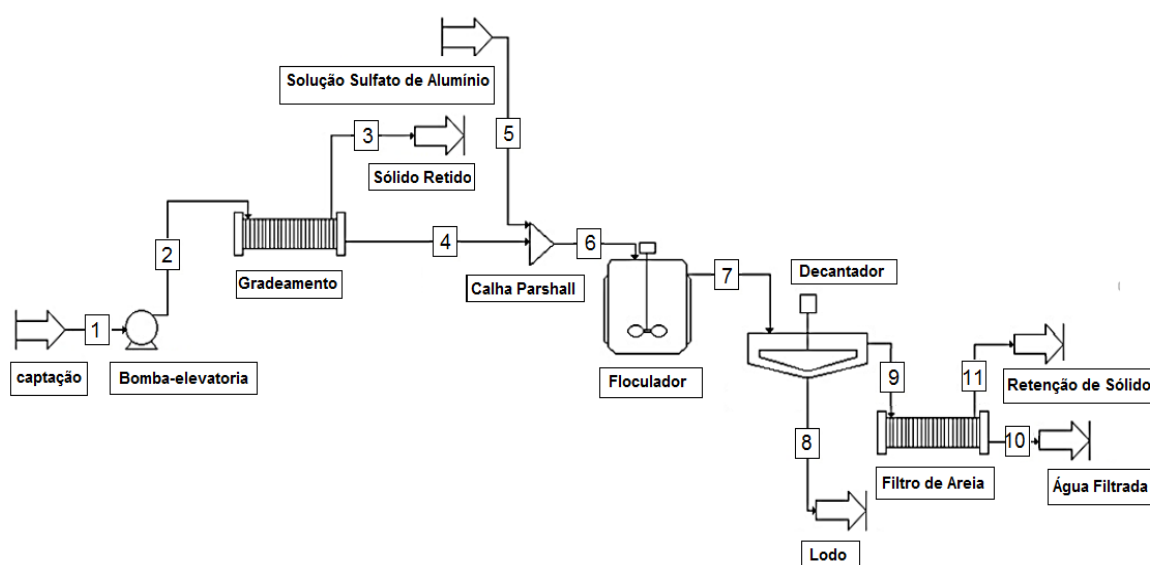 Solução Sulfato de Alumínio
3
5
Sólido Retido
2
4
6
Gradeamento
Calha Parshall
7
Decantador
1
captação
Bomba-elevatoria
Floculador
9
11
Retenção de Sólido
8
10
Filtro de Areia
Água Filtrada
Lodo